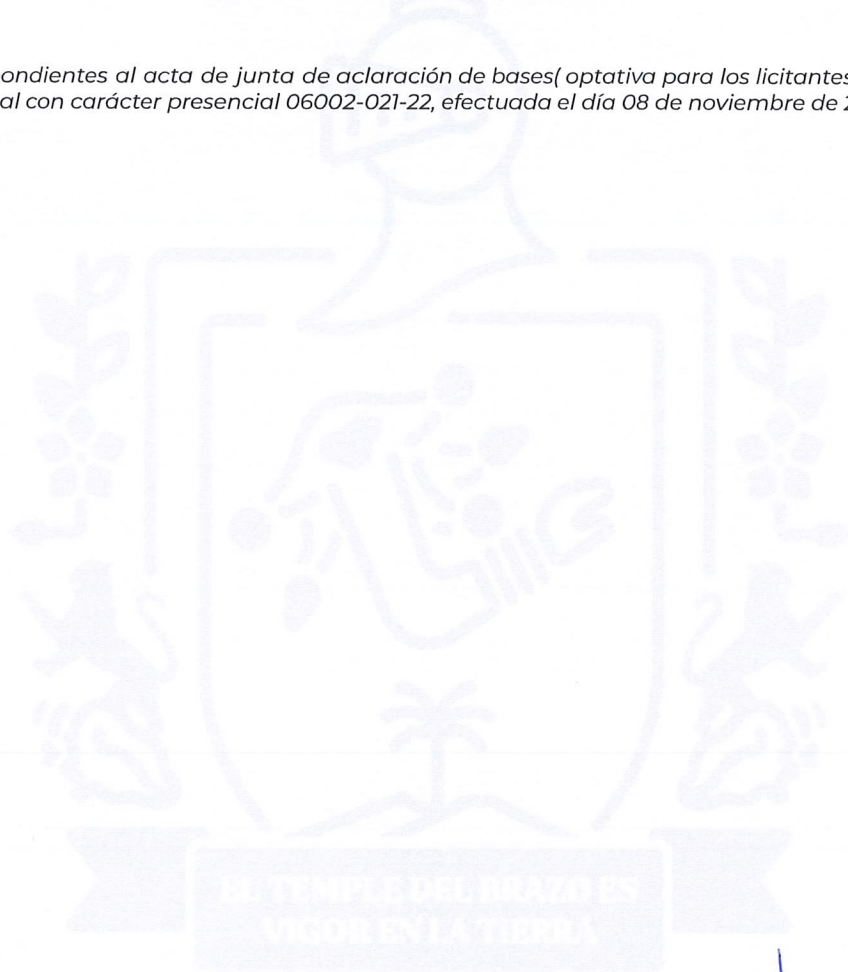 ondientes al acta de junta de aclaración de bases( optativa para los licitantes
al con carácter presencial 06002-021-22, efectuada el día 08 de noviembre de 2
EL TEMPLE DEL BRAZO ES
VIGOR EN LA TIERRA